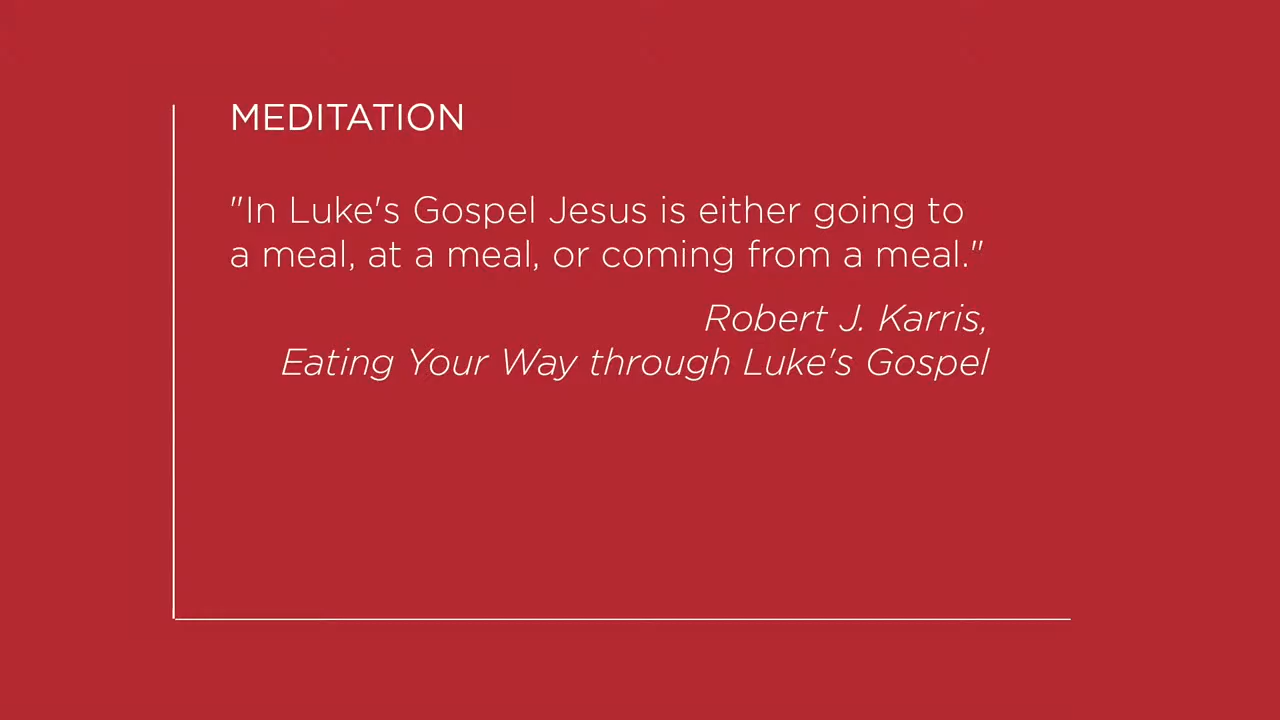 MEDITATION
"In Luke's Gospel Jesus is either going to
a meal, at a meal, or coming from a meal."
Robert J. Karris,
Eating Your Way through Luke's Gospel